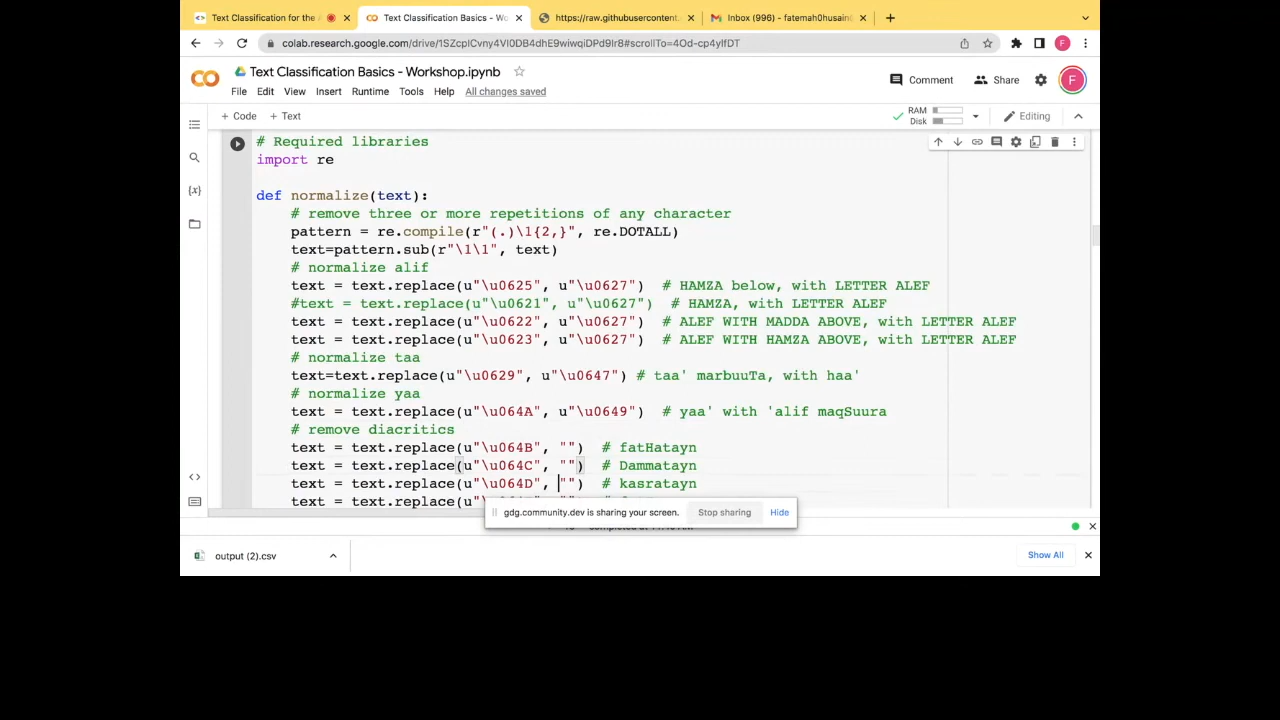 Text Classification for the
Text Classification Basics - Wo
https://raw.githubusercontent.
Inbox (996) - fatemah0husain
colab.research.google.com/drive/1SZcplCvny4Vl0DB4dhE9wiwqiDPd9Ir8#scrollTo=4Od-cp4yIfDT
F
CO
Text Classification Basics - Workshop.ipynb
Comment
Share
F
File Edit View Insert Runtime Tools Help All changes saved
+ Code + Text
RAM
Disk
Editing
{x}
# Required libraries
import re
def normalize(text):
# remove three or more repetitions of any character
pattern = re.compile(r"(.)\1{2,}", re.DOTALL)
text=pattern.sub(r"\1\1", text)
# normalize alif
text = text.replace(u"\u0625", u"\u0627") # HAMZA below, with LETTER ALEF
#text = text.replace(u"\u0621", u"\u0627") # HAMZA, with LETTER ALEF
text = text.replace(u"\u0622", u"\u0627") # ALEF WITH MADDA ABOVE, with LETTER ALEF
text = text.replace(u"\u0623", u"\u0627") # ALEF WITH HAMZA ABOVE, with LETTER ALEF
# normalize taa
text=text.replace(u"\u0629", u"\u0647") # taa' marbuuTa, with haa'
# normalize yaa
text = text.replace(u"\u064A", u"\u0649") # yaa' with 'alif maqSuura
# remove diacritics
text = text.replace(u"\u064B", "") # fatHatayn
text = text.replace(u"\u064C", "") # Dammatayn
text = text.replace(u"\u064D", "") # kasratayn
text = text.replace(u"\u
gdg.community.dev is sharing your screen.
Stop sharing
Hide
output (2).csv
Show All